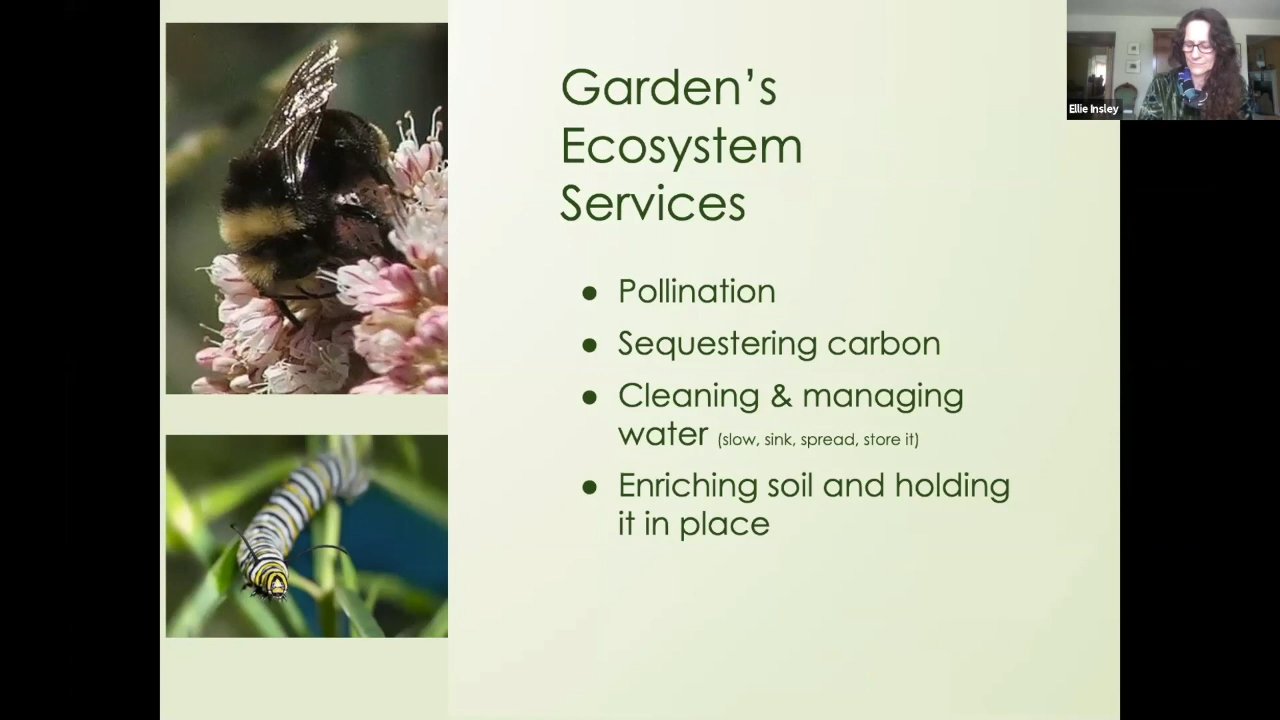 Garden’s
Ecosystem
Services
● Pollination
● Sequestering carbon
● Cleaning & managing
water (slow, sink, spread, store it)
● Enriching soil and holding
it in place
Ellie Insley